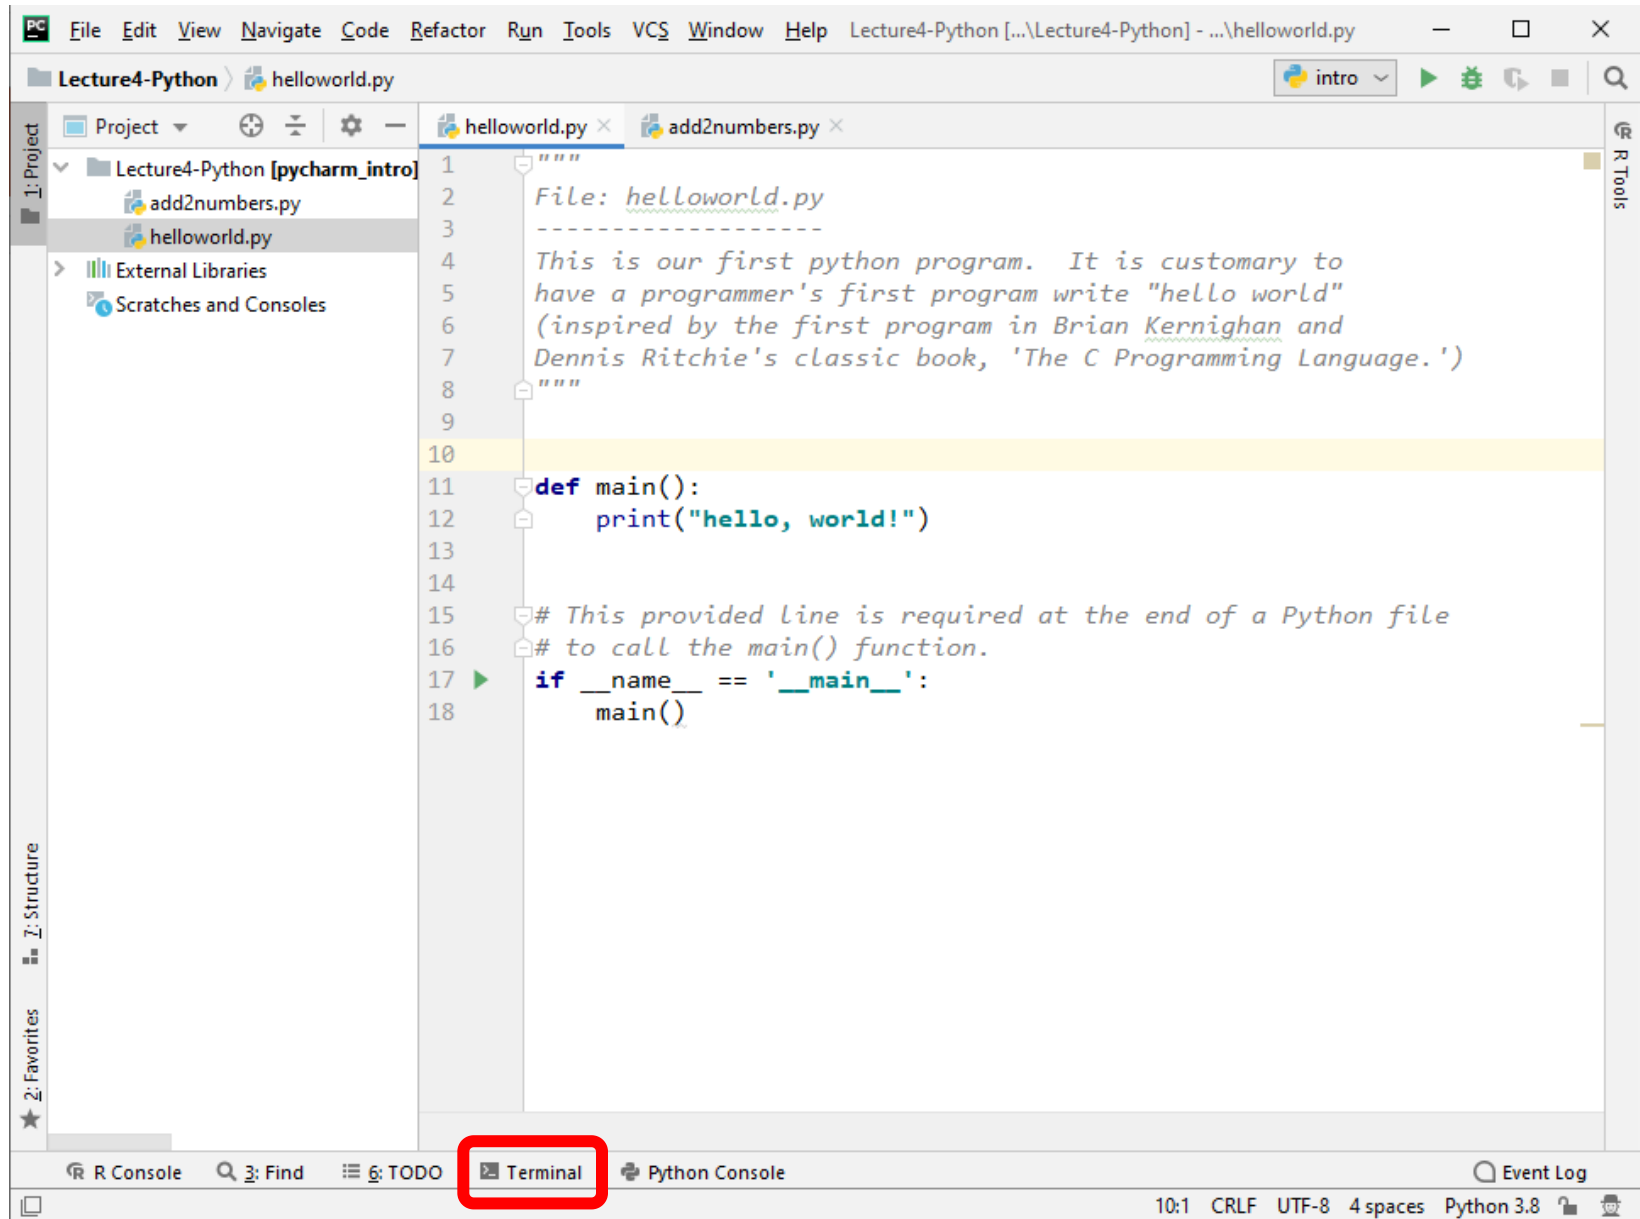 PC File Edit View Navigate Code Refactor Run Tools VCS Window Help Lecture4-Python [...\Lecture4-Python] - ...\helloworld.py
Lecture4-Python helloworld.py intro
1: Project
Project
Lecture4-Python [pycharm_intro]
add2numbers.py
helloworld.py
External Libraries
Scratches and Consoles
helloworld.py add2numbers.py
1 """
2 File: helloworld.py
3 -------------------
4 This is our first python program.  It is customary to
5 have a programmer's first program write "hello world"
6 (inspired by the first program in Brian Kernighan and
7 Dennis Ritchie's classic book, 'The C Programming Language.')
8 """
9
10
11 def main():
12     print("hello, world!")
13
14
15 # This provided line is required at the end of a Python file
16 # to call the main() function.
17 if __name__ == '__main__':
18     main()
R Tools
7: Structure
2: Favorites
R Console 3: Find 6: TODO Terminal Python Console Event Log
10:1 CRLF UTF-8 4 spaces Python 3.8